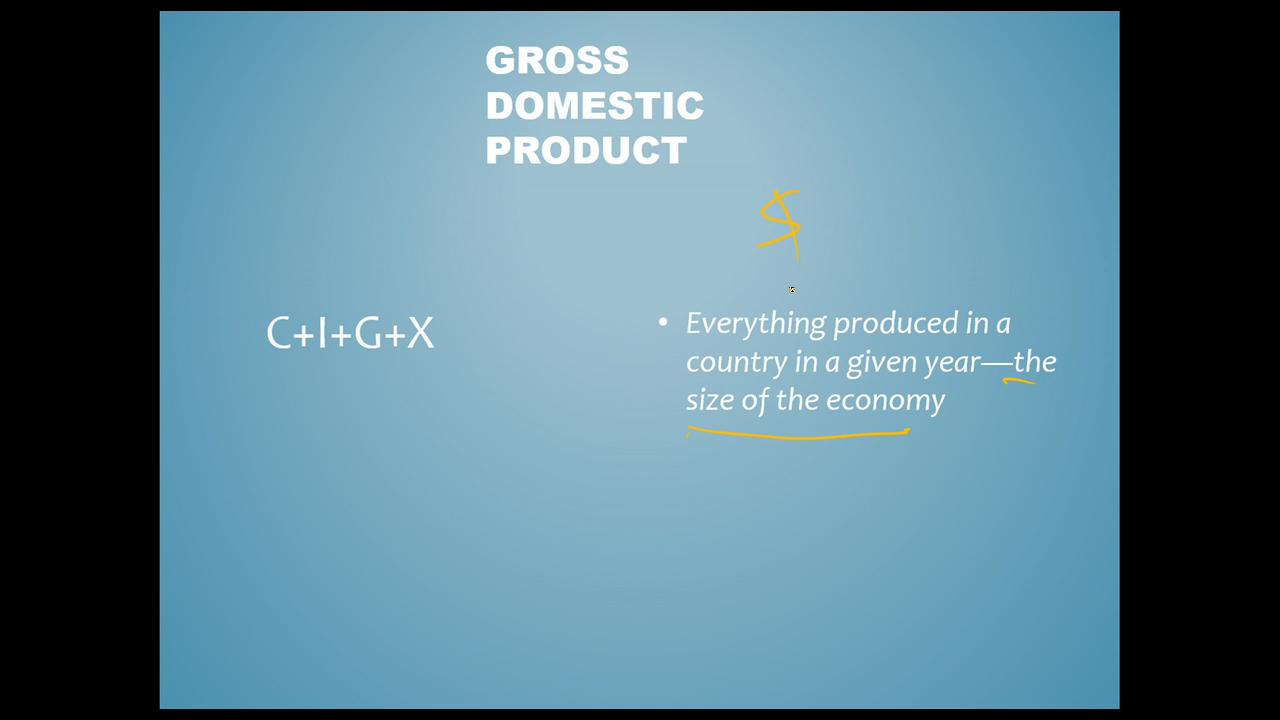 GROSS
DOMESTIC
PRODUCT
$
C+I+G+X
• Everything produced in a
country in a given year—the
size of the economy